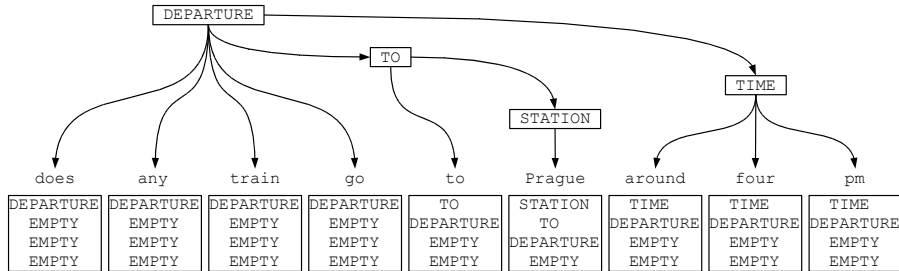 DEPARTURE
TO
TIME
STATION
does any train go to Prague around four pm
DEPARTURE DEPARTURE DEPARTURE DEPARTURE TO STATION TIME TIME TIME
EMPTY EMPTY EMPTY EMPTY DEPARTURE TO DEPARTURE DEPARTURE DEPARTURE
EMPTY EMPTY EMPTY EMPTY EMPTY DEPARTURE EMPTY EMPTY EMPTY
EMPTY EMPTY EMPTY EMPTY EMPTY EMPTY EMPTY EMPTY EMPTY